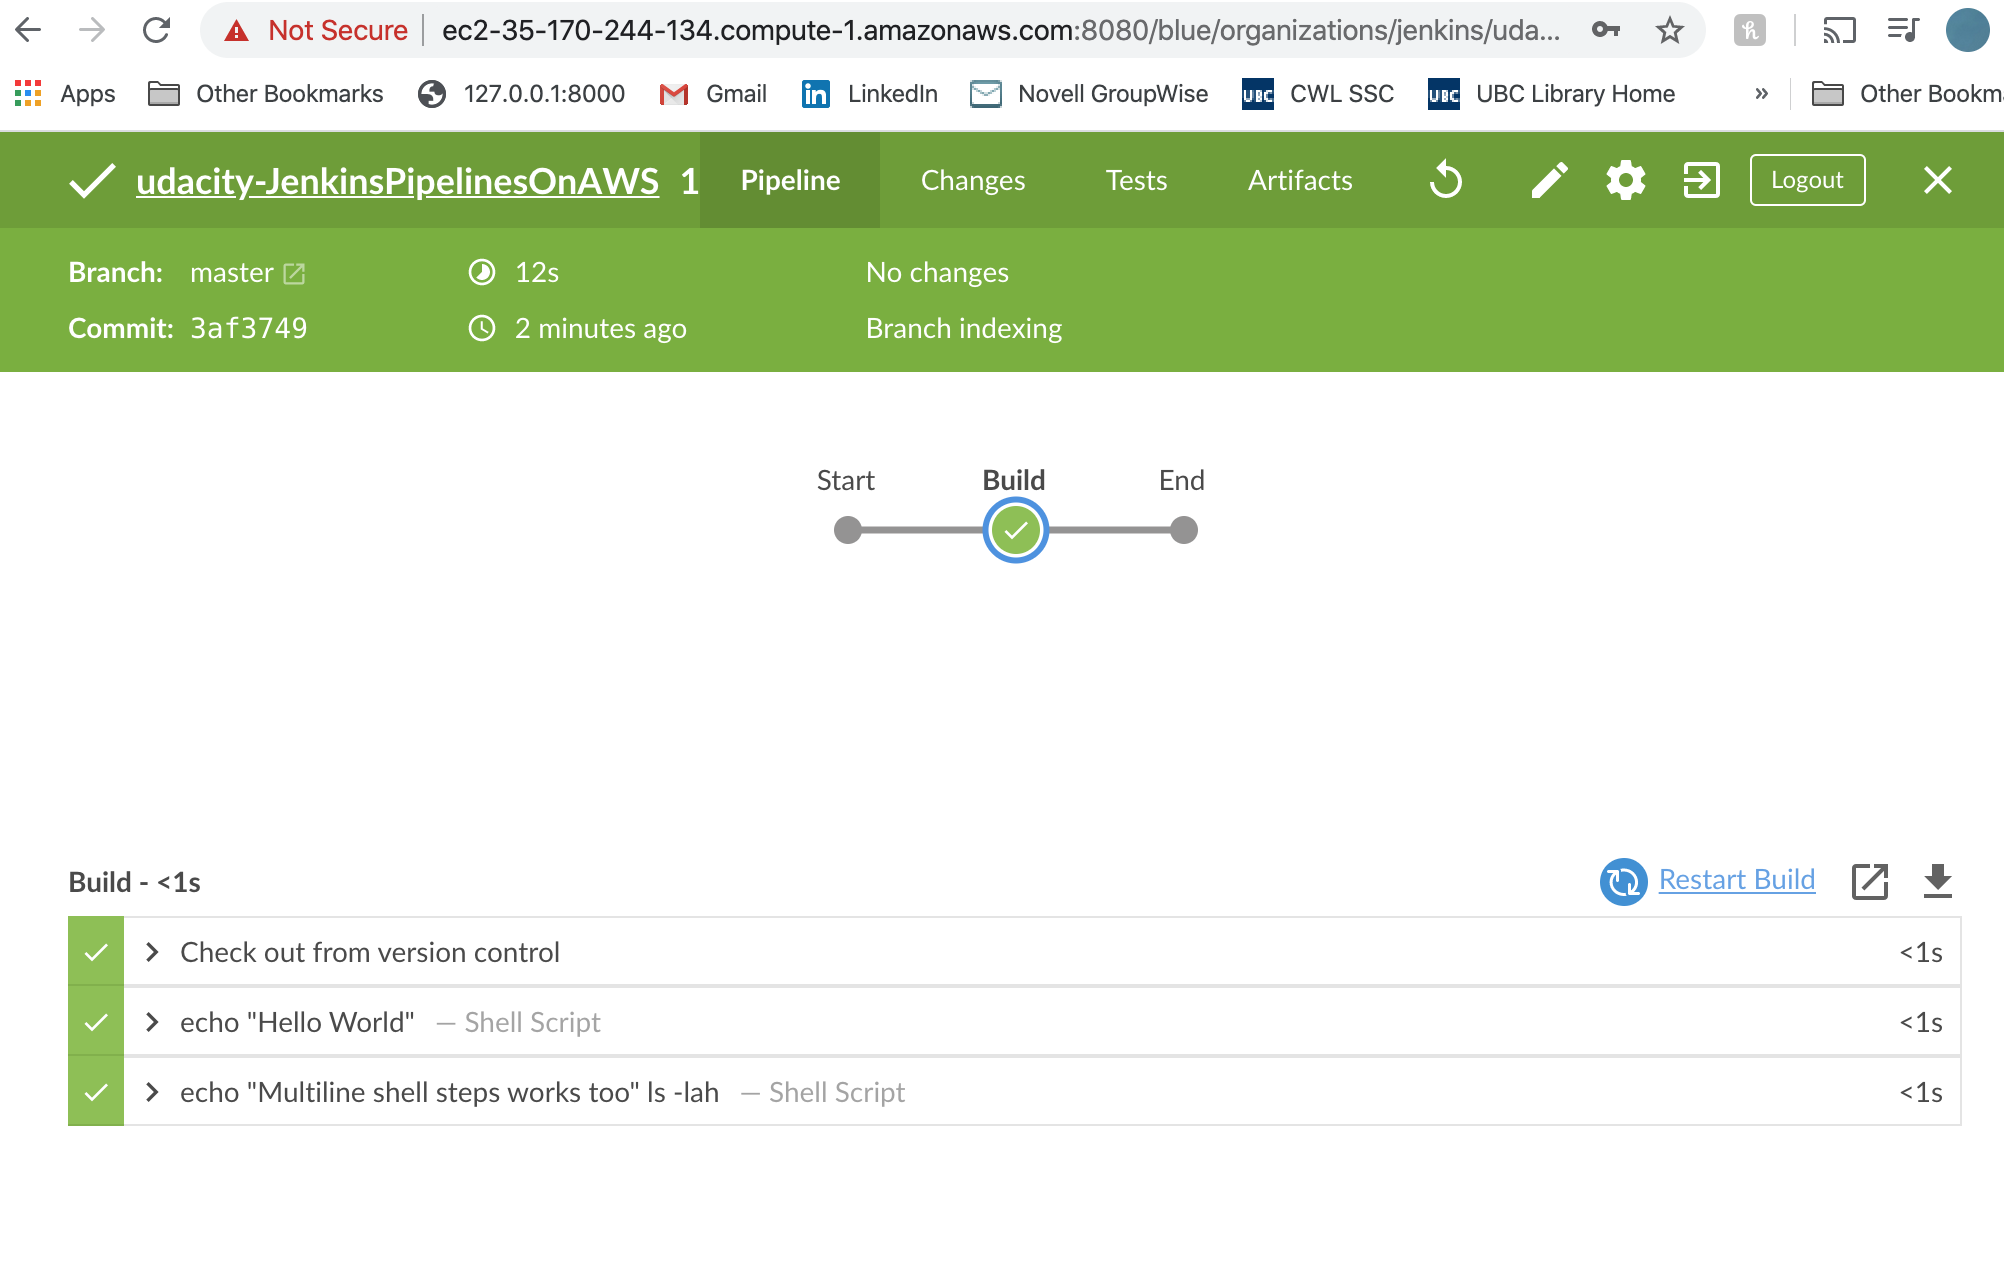 Not Secure ec2-35-170-244-134.compute-1.amazonaws.com:8080/blue/organizations/jenkins/uda...
Apps Other Bookmarks 127.0.0.1:8000 Gmail in LinkedIn Novell GroupWise UBC CWL SSC UBC UBC Library Home » Other Bookma
udacity-JenkinsPipelinesOnAWS 1 Pipeline Changes Tests Artifacts Logout
Branch: master 12s No changes
Commit: 3af3749 2 minutes ago Branch indexing
Start Build End
Build - <1s Restart Build
Check out from version control <1s
echo "Hello World" — Shell Script <1s
echo "Multiline shell steps works too" ls -lah — Shell Script <1s